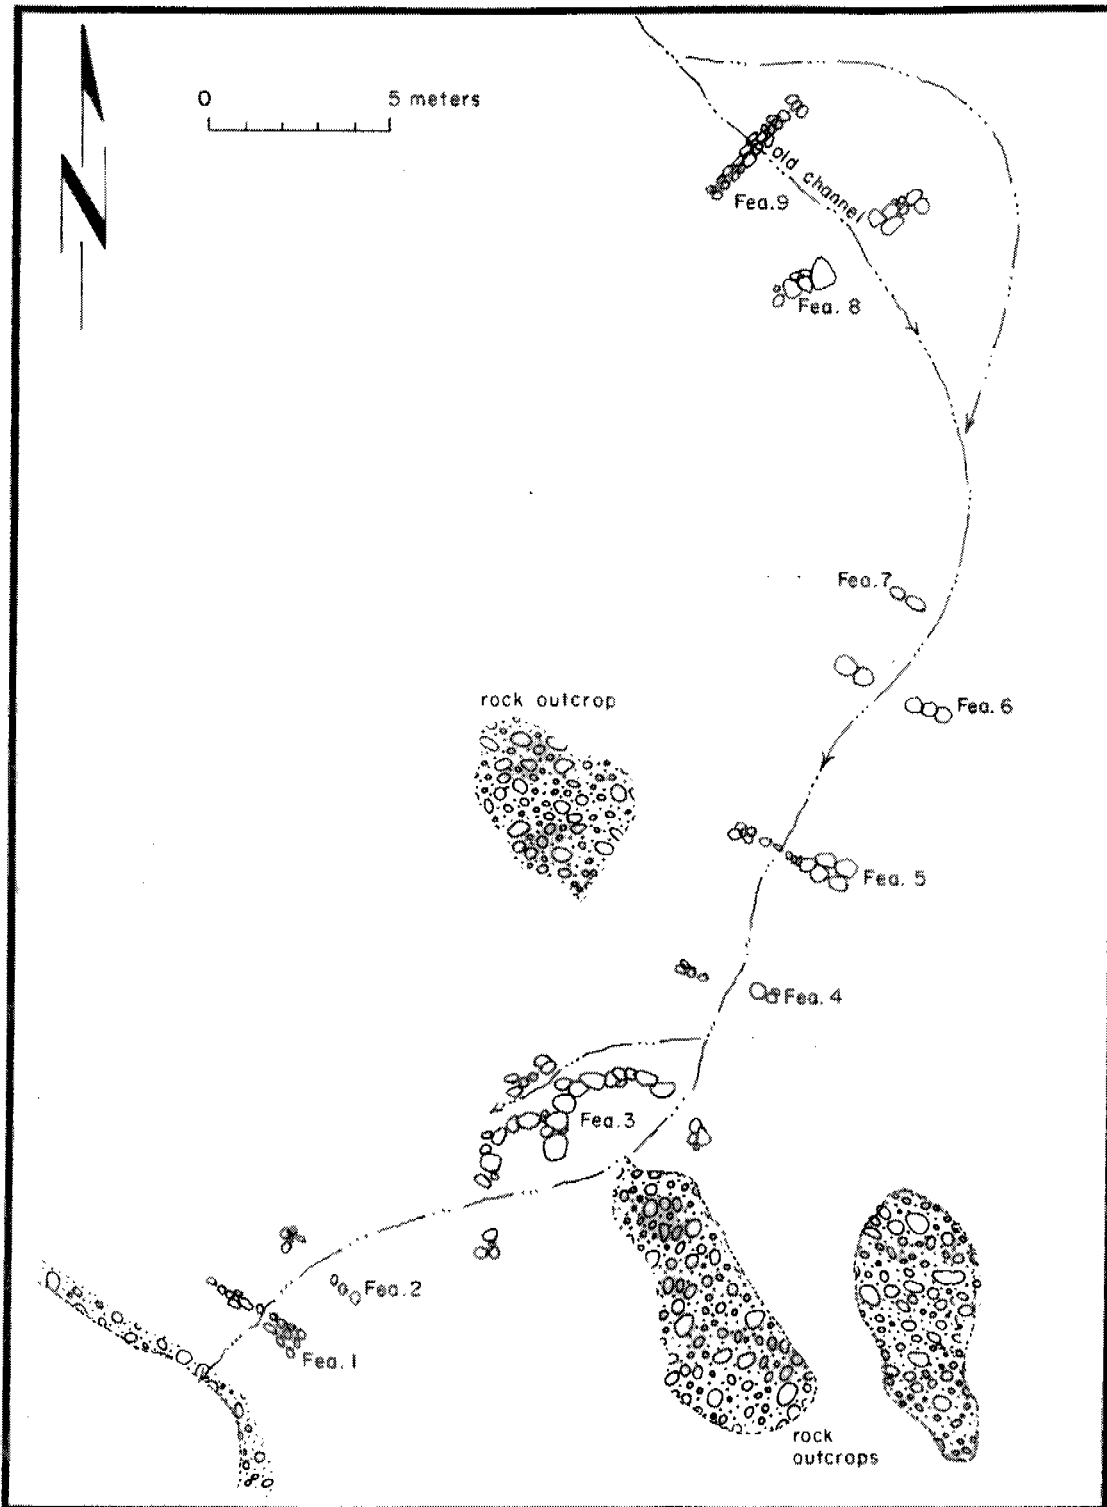 0 5 meters
old channel
Fea. 9
Fea. 8
Fea. 7
rock outcrop
Fea. 6
Fea. 5
Fea. 4
Fea. 3
Fea. 2
Fea. 1
rock
outcrops